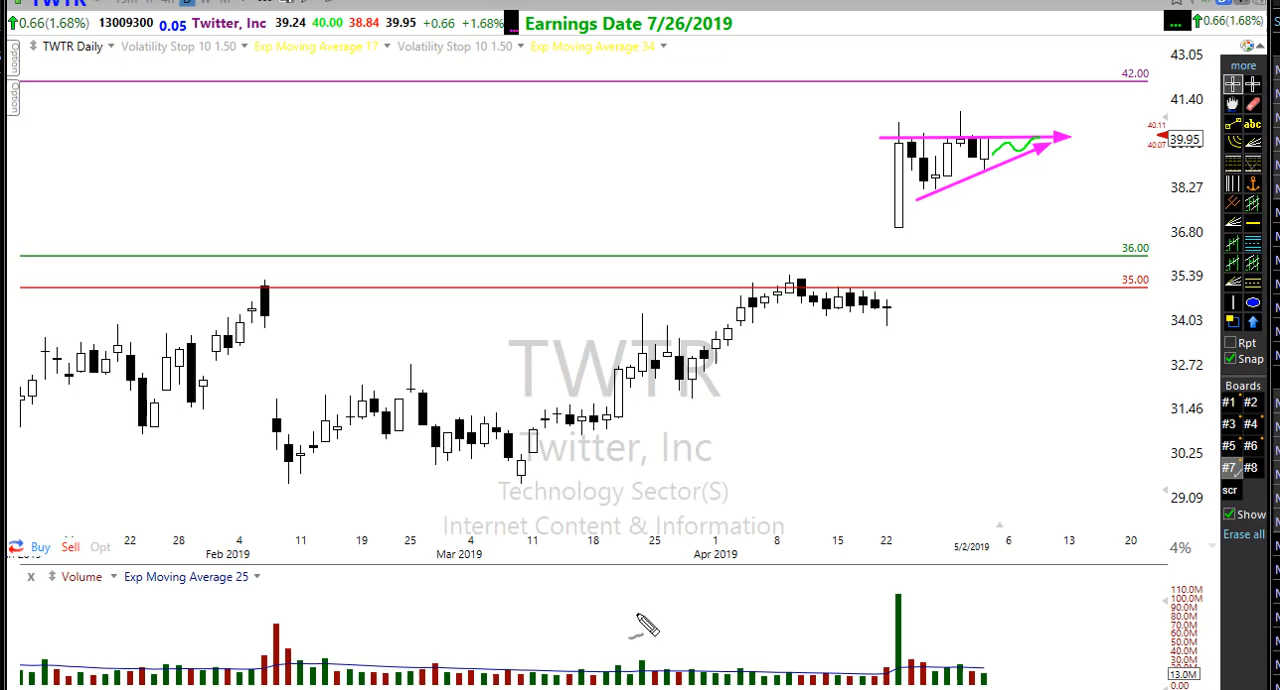 TWTR
0.66(1.68%) 13009300 0.05 Twitter, Inc 39.24 40.00 38.84 39.95 +0.66 +1.68% Earnings Date 7/26/2019 ... 0.66(1.68%)
TWTR Daily Volatility Stop 10 1.50 Exp Moving Average 17 Volatility Stop 10 1.50 Exp Moving Average 34
Option
Option
43.05
42.00
41.40
40.11
39.95
40.07
38.27
36.80
36.00
35.39
35.00
34.03
32.72
31.46
30.25
29.09
TWTR
Twitter, Inc
Technology Sector(S)
Internet Content & Information
22 28 4 11 19 25 4 11 18 25 1 8 15 22 6 13 20
Feb 2019 Mar 2019 Apr 2019 5/2/2019
4%
Buy Sell Opt
x Volume Exp Moving Average 25
110.0M
100.0M
90.0M
80.0M
70.0M
60.0M
50.0M
40.0M
30.0M
13.0M
0.00
more
abc
Rpt
Snap
Boards
#1 #2
#3 #4
#5 #6
#7 #8
scr
Show
Erase all